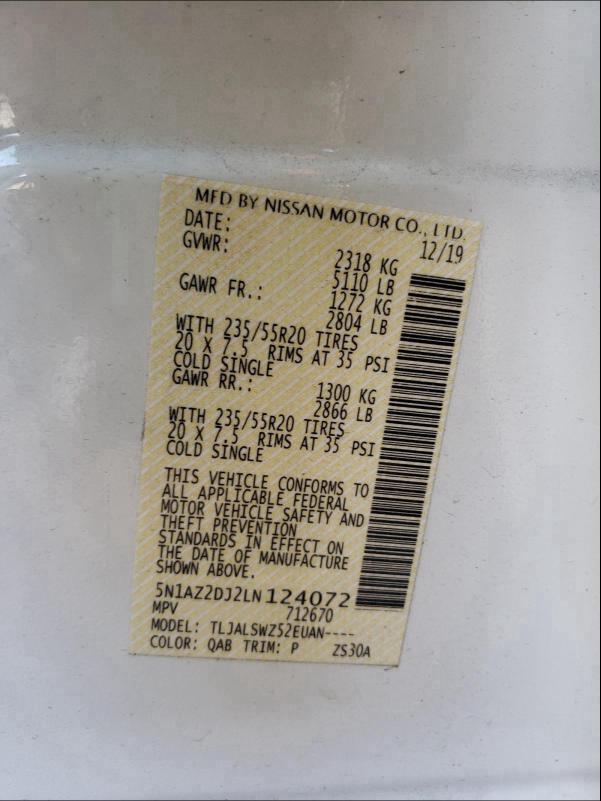 MFD BY NISSAN MOTOR CO., LTD.
DATE: 12/19
GVWR: 2318 KG
5110 LB
GAWR FR.: 1272 KG
2804 LB
WITH 235/55R20 TIRES
20 X 7.5 RIMS AT 35 PSI
COLD SINGLE
GAWR RR.: 1300 KG
2866 LB
WITH 235/55R20 TIRES
20 X 7.5 RIMS AT 35 PSI
COLD SINGLE
THIS VEHICLE CONFORMS TO
ALL APPLICABLE FEDERAL
MOTOR VEHICLE SAFETY AND
THEFT PREVENTION
STANDARDS IN EFFECT ON
THE DATE OF MANUFACTURE
SHOWN ABOVE.
5N1AZ2DJ2LN124072
MPV 712670
MODEL: TLJALSWZ52EUAN----
COLOR: QAB TRIM: P ZS30A